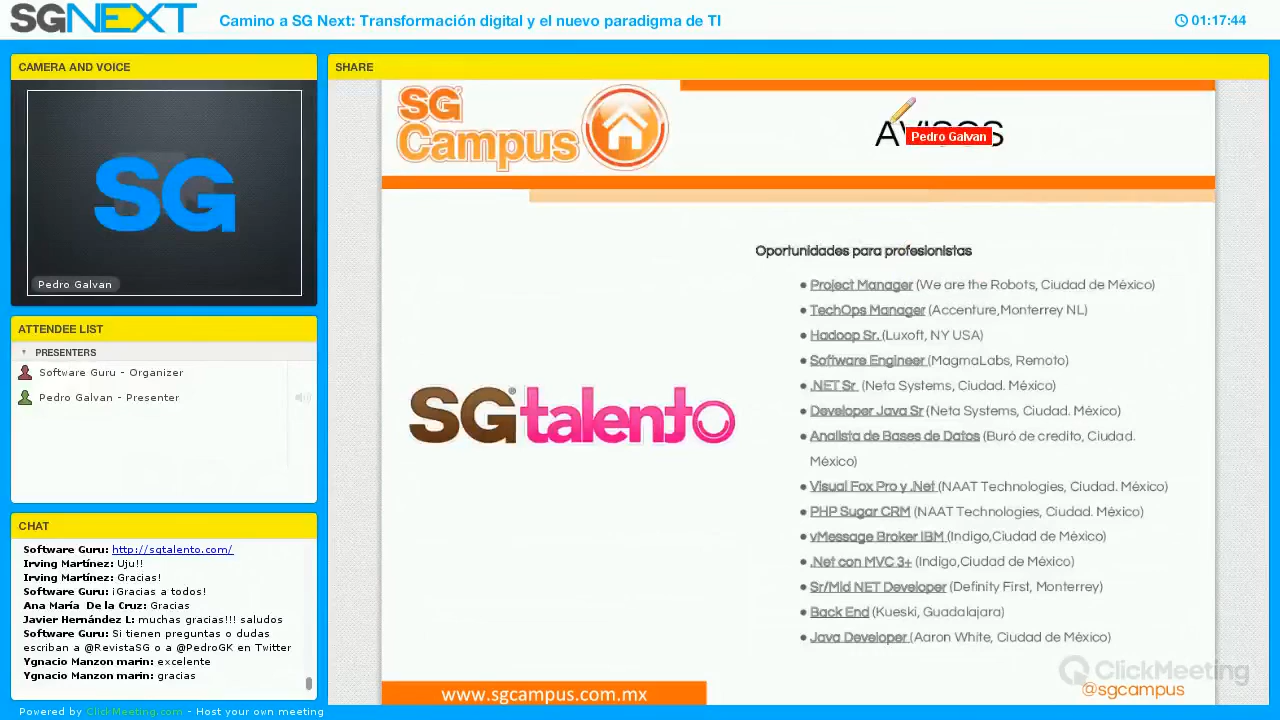 SGNEXT
Camino a SG Next: Transformación digital y el nuevo paradigma de TI
01:17:44
CAMERA AND VOICE
SG
Pedro Galvan
ATTENDEE LIST
PRESENTERS
Software Guru - Organizer
Pedro Galvan - Presenter
CHAT
Software Guru: http://sgtalento.com/
Irving Martínez: Uju!!
Irving Martínez: Gracias!
Software Guru: ¡Gracias a todos!
Ana María De la Cruz: Gracias
Javier Hernández L: muchas gracias!!! saludos
Software Guru: Si tienen preguntas o dudas
escriban a @RevistaSG o a @PedroGK en Twitter
Ygnacio Manzon marin: excelente
Ygnacio Manzon marin: gracias
SHARE
SG
Campus
AVISOS
Pedro Galvan
SG® talento
Oportunidades para profesionistas
● Project Manager (We are the Robots, Ciudad de México)
● TechOps Manager (Accenture,Monterrey NL)
● Hadoop Sr. (Luxoft, NY USA)
● Software Engineer (MagmaLabs, Remoto)
● .NET Sr (Neta Systems, Ciudad. México)
● Developer Java Sr (Neta Systems, Ciudad. México)
● Analista de Bases de Datos (Buró de credito, Ciudad.
México)
● Visual Fox Pro y .Net (NAAT Technologies, Ciudad. México)
● PHP Sugar CRM (NAAT Technologies, Ciudad. México)
● vMessage Broker IBM (Indigo,Ciudad de México)
● .Net con MVC 3+ (Indigo,Ciudad de México)
● Sr/Mid NET Developer (Definity First, Monterrey)
● Back End (Kueski, Guadalajara)
● Java Developer (Aaron White, Ciudad de México)
www.sgcampus.com.mx
ClickMeeting
@sgcampus
Powered by ClickMeeting.com - Host your own meeting